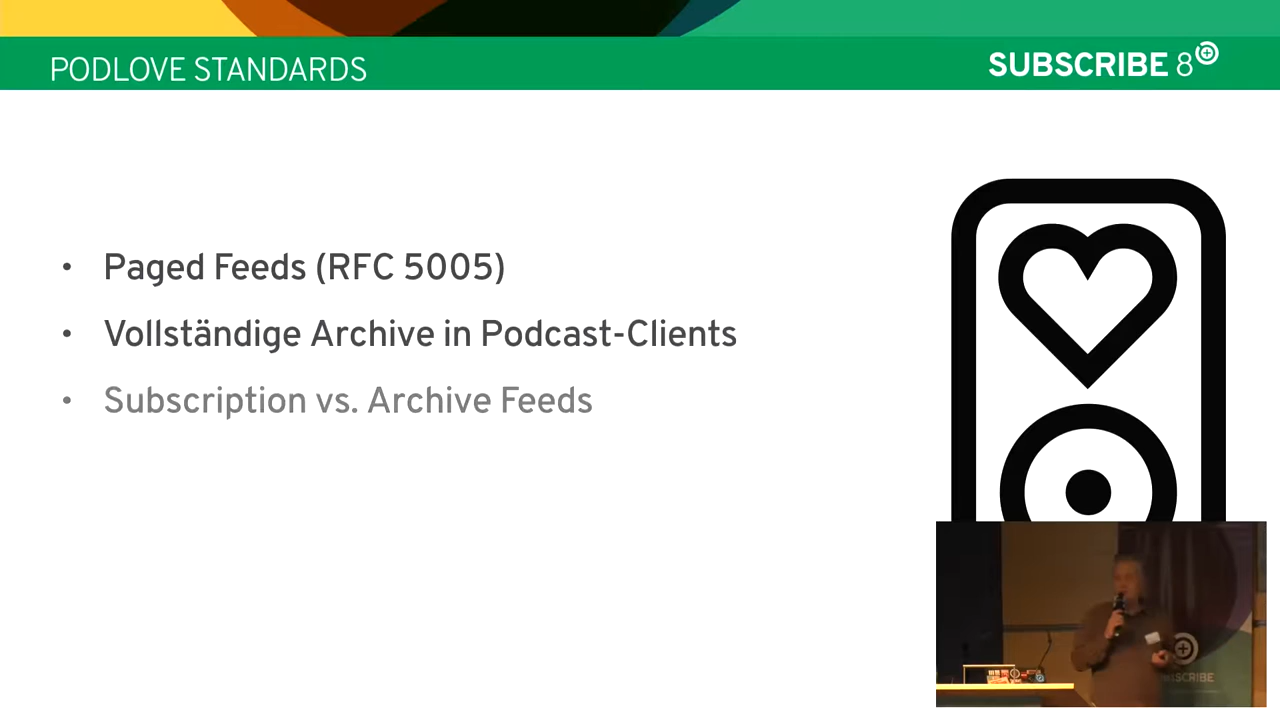 PODLOVE STANDARDS
SUBSCRIBE 8
• Paged Feeds (RFC 5005)
• Vollständige Archive in Podcast-Clients
• Subscription vs. Archive Feeds